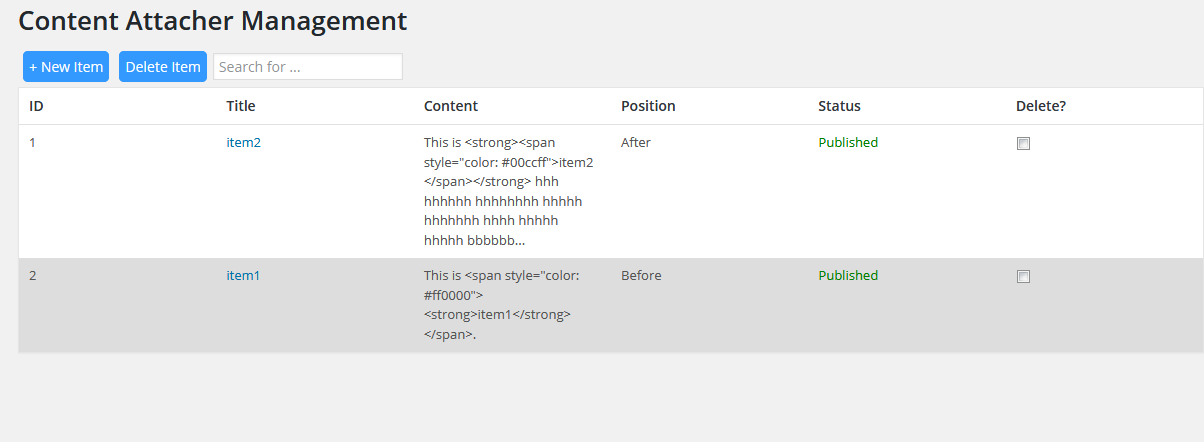 Content Attacher Management
+ New Item Delete Item Search for ...
ID Title Content Position Status Delete?
1 item2 This is <strong><span After Published
style="color: #00ccff">item2
</span></strong> hhh
hhhhhh hhhhhhhh hhhhh
hhhhhhh hhhh hhhhh
hhhhh bbbbbb...
2 item1 This is <span style="color: Before Published
#ff0000">
<strong>item1</strong>
</span>.